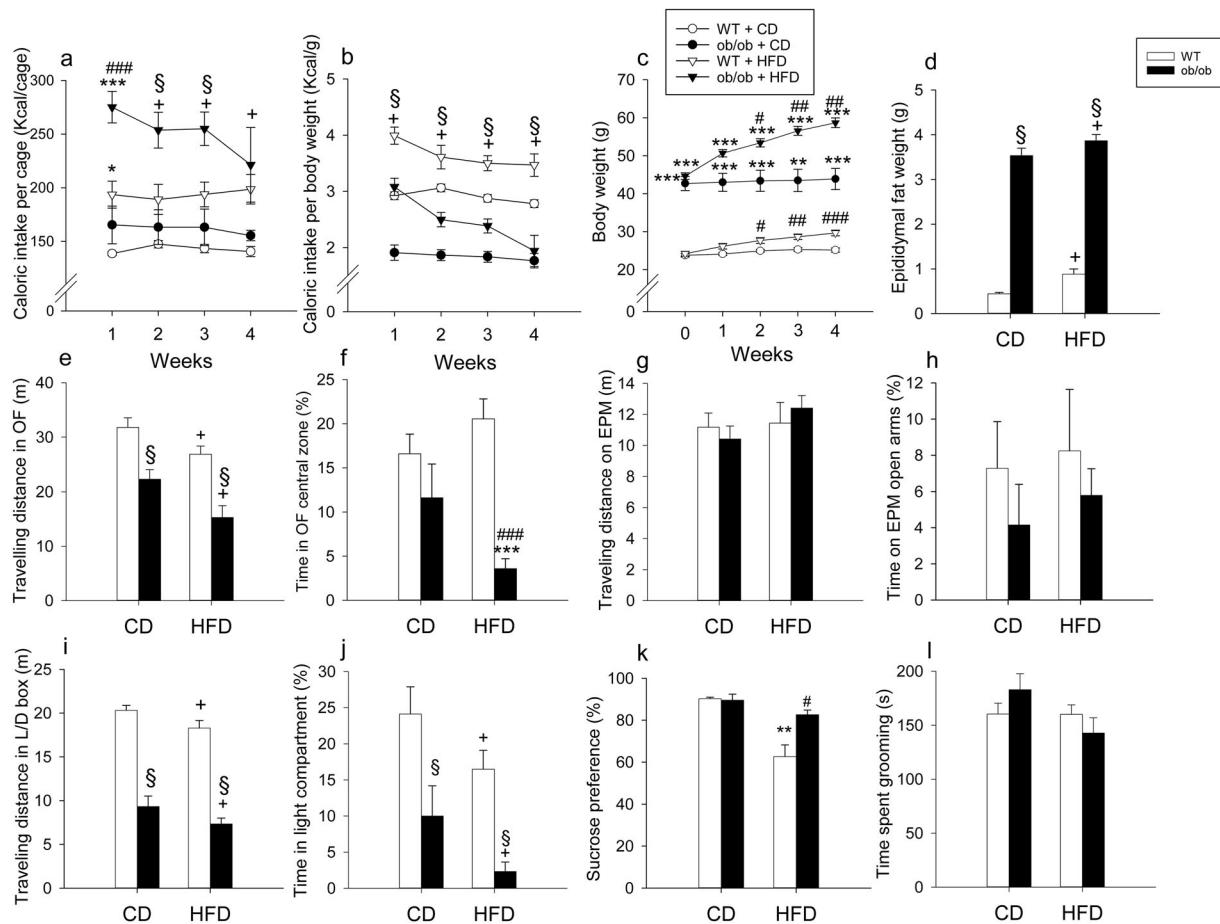 WT + CD
ob/ob + CD
WT + HFD
ob/ob + HFD
WT
ob/ob
a
Caloric intake per cage (Kcal/cage)
300
250
200
150
0
###
***
*
§
+
§
+
+
1 2 3 4
Weeks
b
Caloric intake per body weight (Kcal/g)
6
5
4
3
2
0
§
+
§
+
§
+
§
+
1 2 3 4
c
Body weight (g)
70
60
50
40
30
20
0
***
***
***
***
#
***
***
#
##
***
**
##
##
***
***
###
0 1 2 3 4
Weeks
d
Epididymal fat weight (g)
5
4
3
2
1
0
§
+
§
+
CD HFD
e
Travelling distance in OF (m)
40
30
20
10
0
§
+
§
+
CD HFD
f
Time in OF central zone (%)
25
20
15
10
5
0
###
***
CD HFD
g
Traveling distance on EPM (m)
14
12
10
8
6
4
2
0
CD HFD
h
Time on EPM open arms (%)
12
10
8
6
4
2
0
CD HFD
i
Traveling distance in L/D box (m)
25
20
15
10
5
0
§
+
§
+
CD HFD
j
Time in light compartment (%)
30
25
20
15
10
5
0
§
+
§
+
CD HFD
k
Sucrose preference (%)
100
80
60
40
20
0
**
#
CD HFD
l
Time spent grooming (s)
200
150
100
50
0
CD HFD